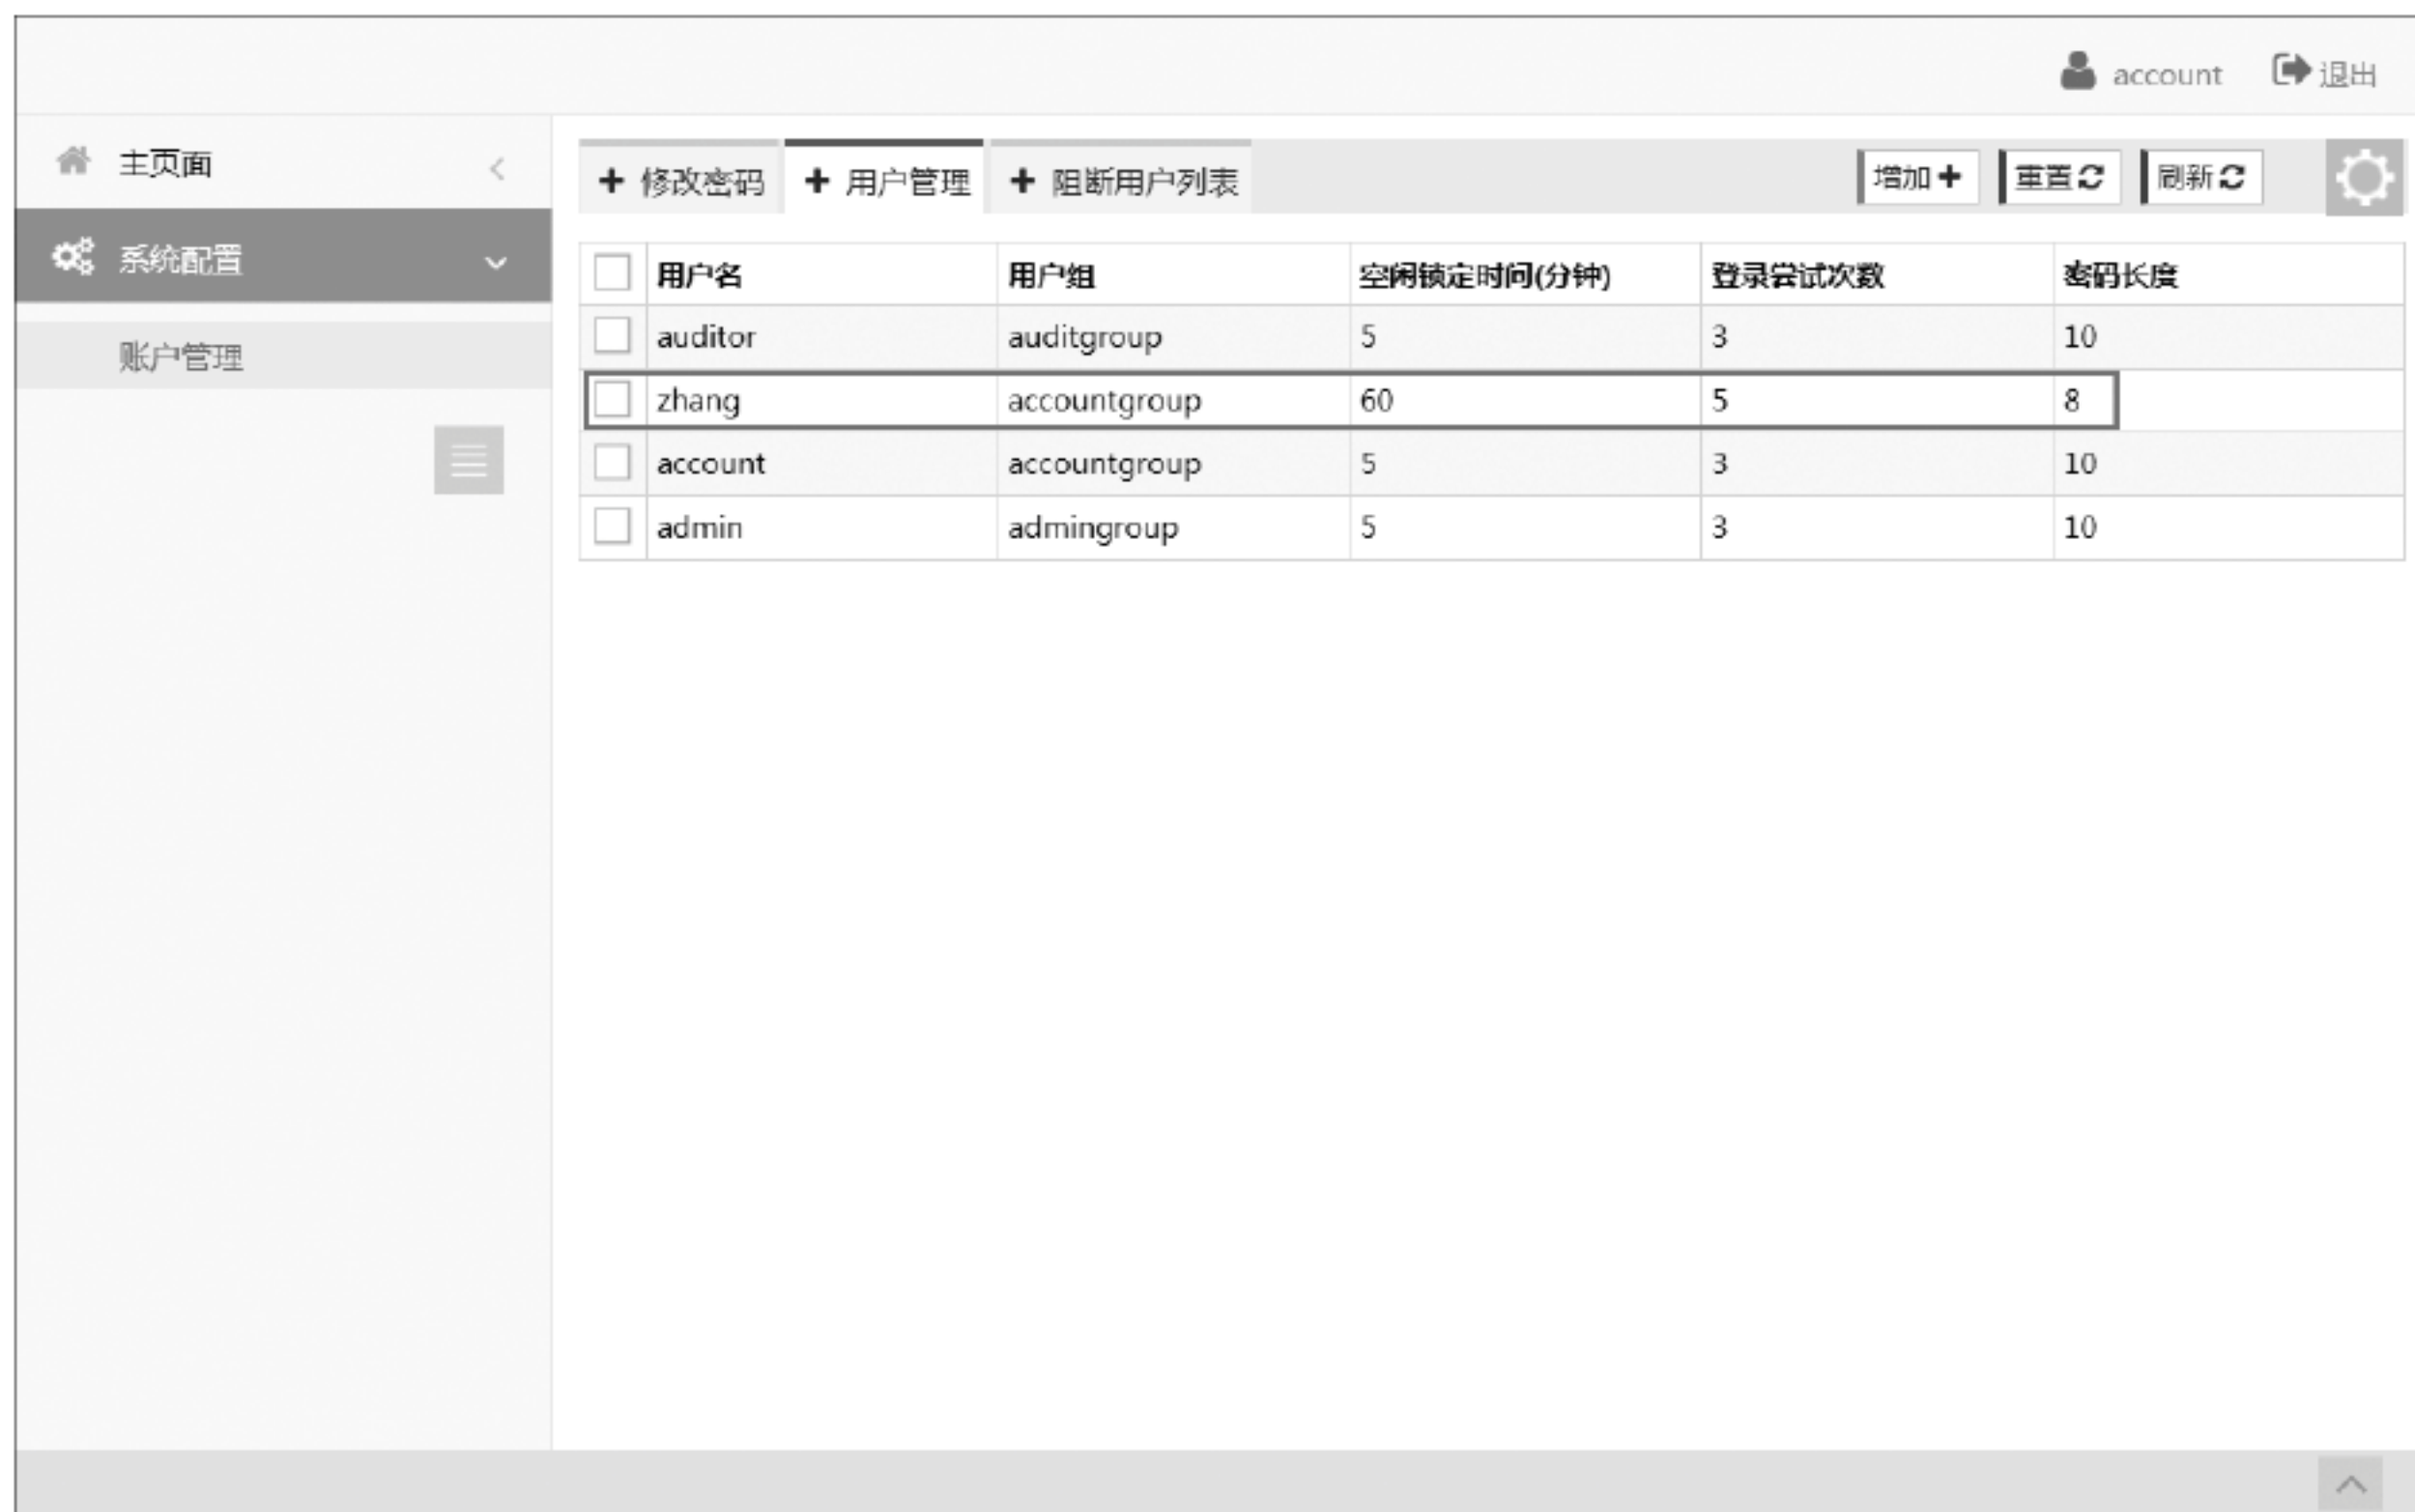 account 退出
主页面
系统配置
账户管理
修改密码 用户管理 阻断用户列表 增加 重置 刷新
用户名 用户组 空闲锁定时间(分钟) 登录尝试次数 密码长度
auditor auditgroup 5 3 10
zhang accountgroup 60 5 8
account accountgroup 5 3 10
admin admingroup 5 3 10